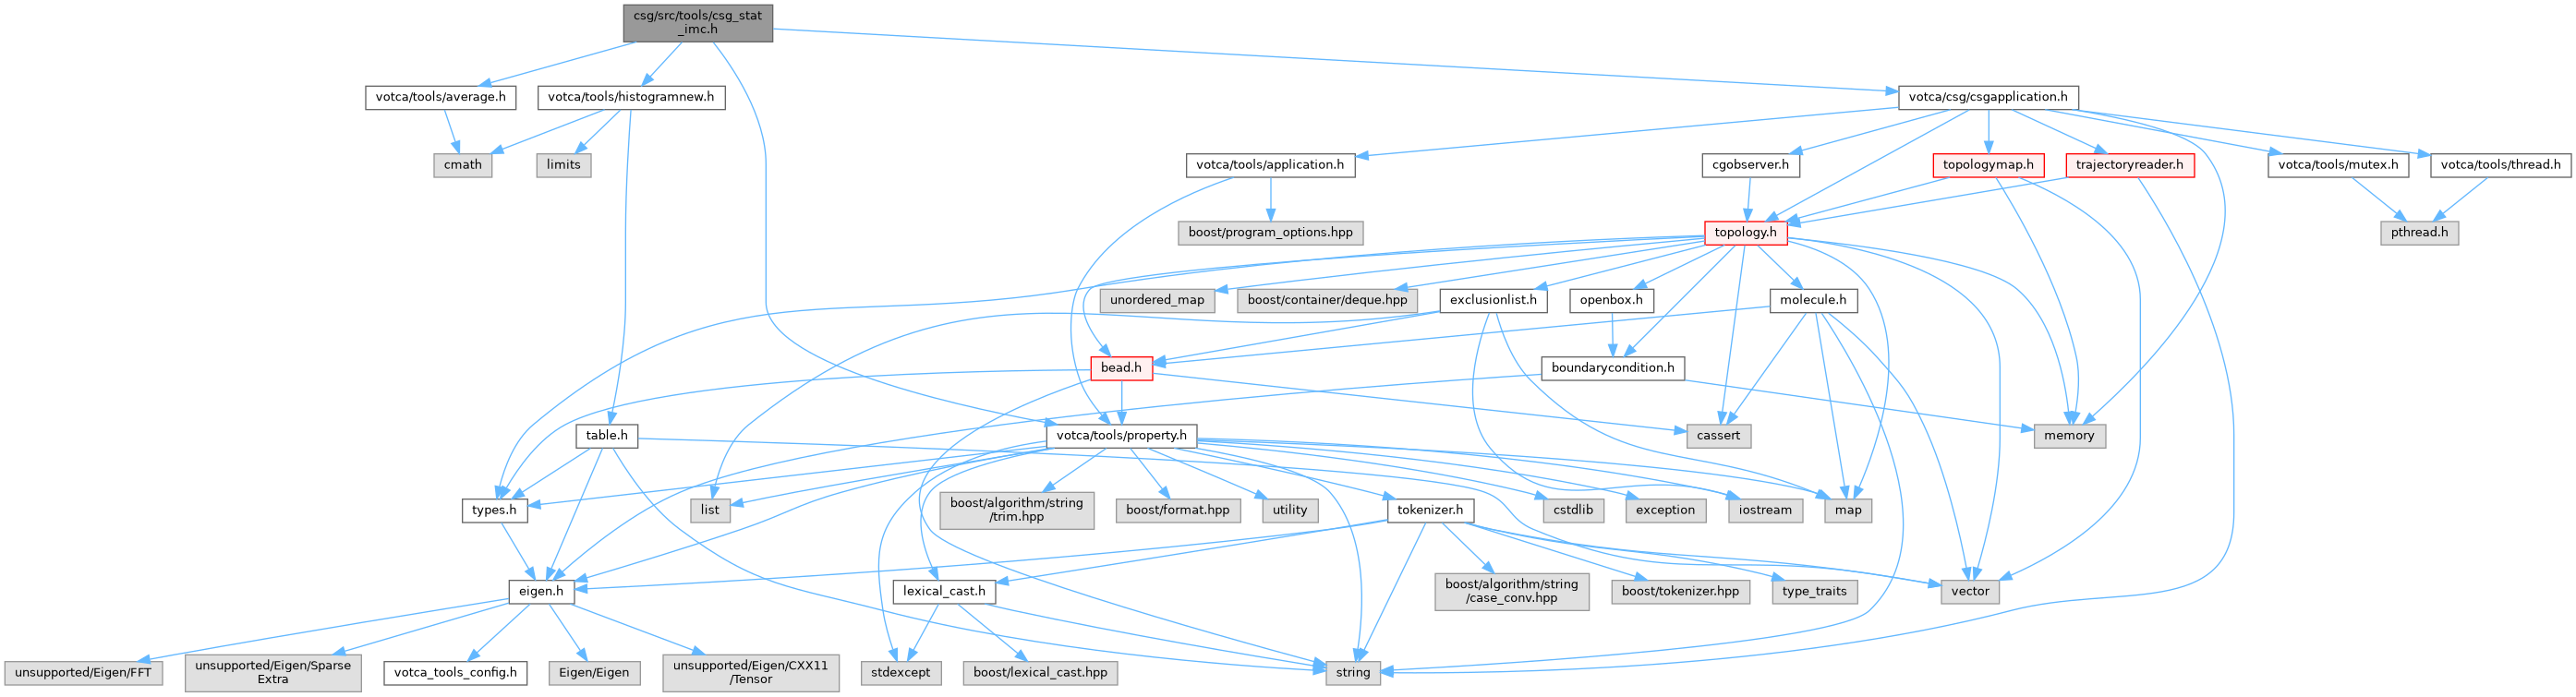 csg/src/tools/csg_stat
_imc.h
votca/tools/average.h
votca/tools/histogramnew.h
votca/csg/csgapplication.h
cmath
limits
votca/tools/application.h
cgobserver.h
topologymap.h
trajectoryreader.h
votca/tools/mutex.h
votca/tools/thread.h
boost/program_options.hpp
topology.h
pthread.h
unordered_map
boost/container/deque.hpp
exclusionlist.h
openbox.h
molecule.h
bead.h
boundarycondition.h
table.h
votca/tools/property.h
cassert
memory
types.h
list
boost/algorithm/string
/trim.hpp
boost/format.hpp
utility
tokenizer.h
cstdlib
exception
iostream
map
eigen.h
lexical_cast.h
boost/algorithm/string
/case_conv.hpp
boost/tokenizer.hpp
type_traits
vector
unsupported/Eigen/FFT
unsupported/Eigen/Sparse
Extra
votca_tools_config.h
Eigen/Eigen
unsupported/Eigen/CXX11
/Tensor
stdexcept
boost/lexical_cast.hpp
string